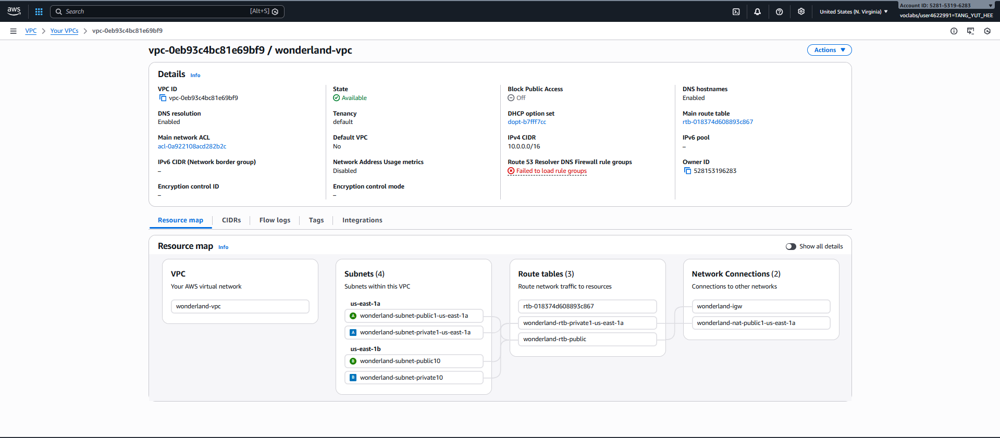 aws
Search
[Alt+S]
United States (N. Virginia)
Account ID: 5281-5319-6283
voclabs/user4622991=TANG_YUT_HEE
VPC
Your VPCs
vpc-0eb93c4bc81e69bf9
vpc-0eb93c4bc81e69bf9 / wonderland-vpc
Actions
Details
Info
VPC ID
vpc-0eb93c4bc81e69bf9
State
Available
Block Public Access
Off
DNS hostnames
Enabled
DNS resolution
Enabled
Tenancy
default
DHCP option set
dopt-b7fff7cc
Main route table
rtb-018374d608893c867
Main network ACL
acl-0a922108acd282b2c
Default VPC
No
IPv4 CIDR
10.0.0.0/16
IPv6 pool
–
IPv6 CIDR (Network border group)
–
Network Address Usage metrics
Disabled
Route 53 Resolver DNS Firewall rule groups
Failed to load rule groups
Owner ID
528153196283
Encryption control ID
–
Encryption control mode
–
Resource map
CIDRs
Flow logs
Tags
Integrations
Resource map
Info
Show all details
VPC
Your AWS virtual network
wonderland-vpc
Subnets (4)
Subnets within this VPC
us-east-1a
A wonderland-subnet-public1-us-east-1a
A wonderland-subnet-private1-us-east-1a
us-east-1b
B wonderland-subnet-public10
B wonderland-subnet-private10
Route tables (3)
Route network traffic to resources
rtb-018374d608893c867
wonderland-rtb-private1-us-east-1a
wonderland-rtb-public
Network Connections (2)
Connections to other networks
wonderland-igw
wonderland-nat-public1-us-east-1a